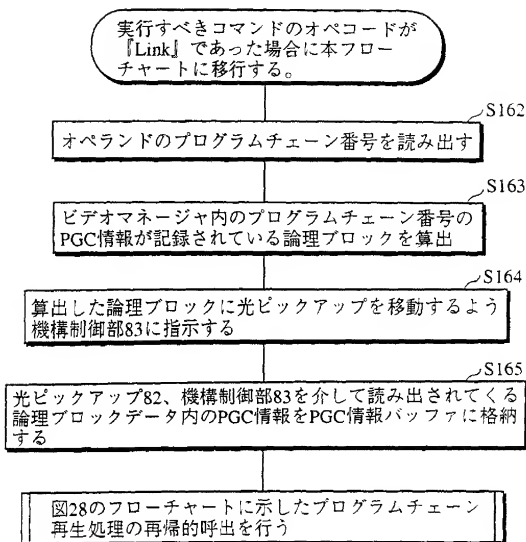 実行すべきコマンドのオペコードが
『Link』であった場合に本フロー
チャートに移行する。
S162
オペランドのプログラムチェーン番号を読み出す
S163
ビデオマネージャ内のプログラムチェーン番号の
PGC情報が記録されている論理ブロックを算出
S164
算出した論理ブロックに光ピックアップを移動するよう
機構制御部83に指示する
S165
光ピックアップ82、機構制御部83を介して読み出されてくる
論理ブロックデータ内のPGC情報をPGC情報バッファに格納
する
図28のフローチャートに示したプログラムチェーン
再生処理の再帰的呼出を行う